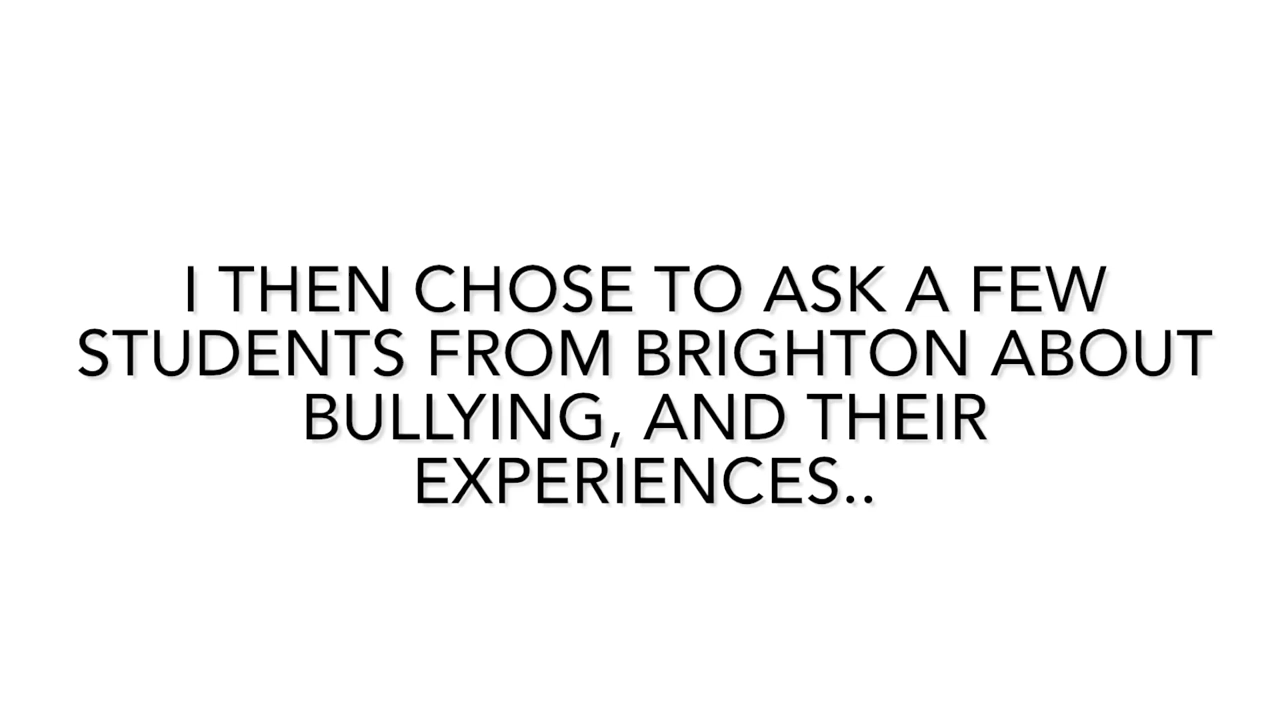 I THEN CHOSE TO ASK A FEW
STUDENTS FROM BRIGHTON ABOUT
BULLYING, AND THEIR
EXPERIENCES..